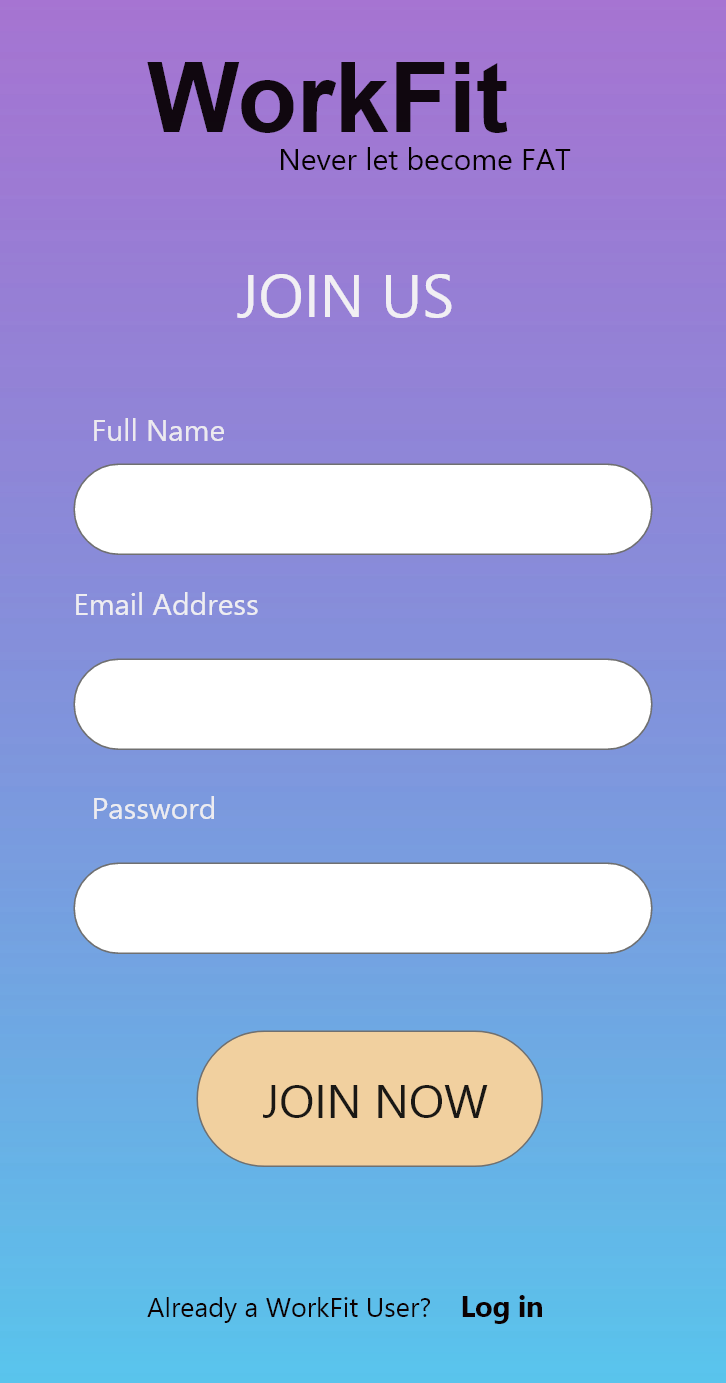 WorkFit
Never let become FAT
JOIN US
Full Name
Email Address
Password
JOIN NOW
Already a WorkFit User? Log in